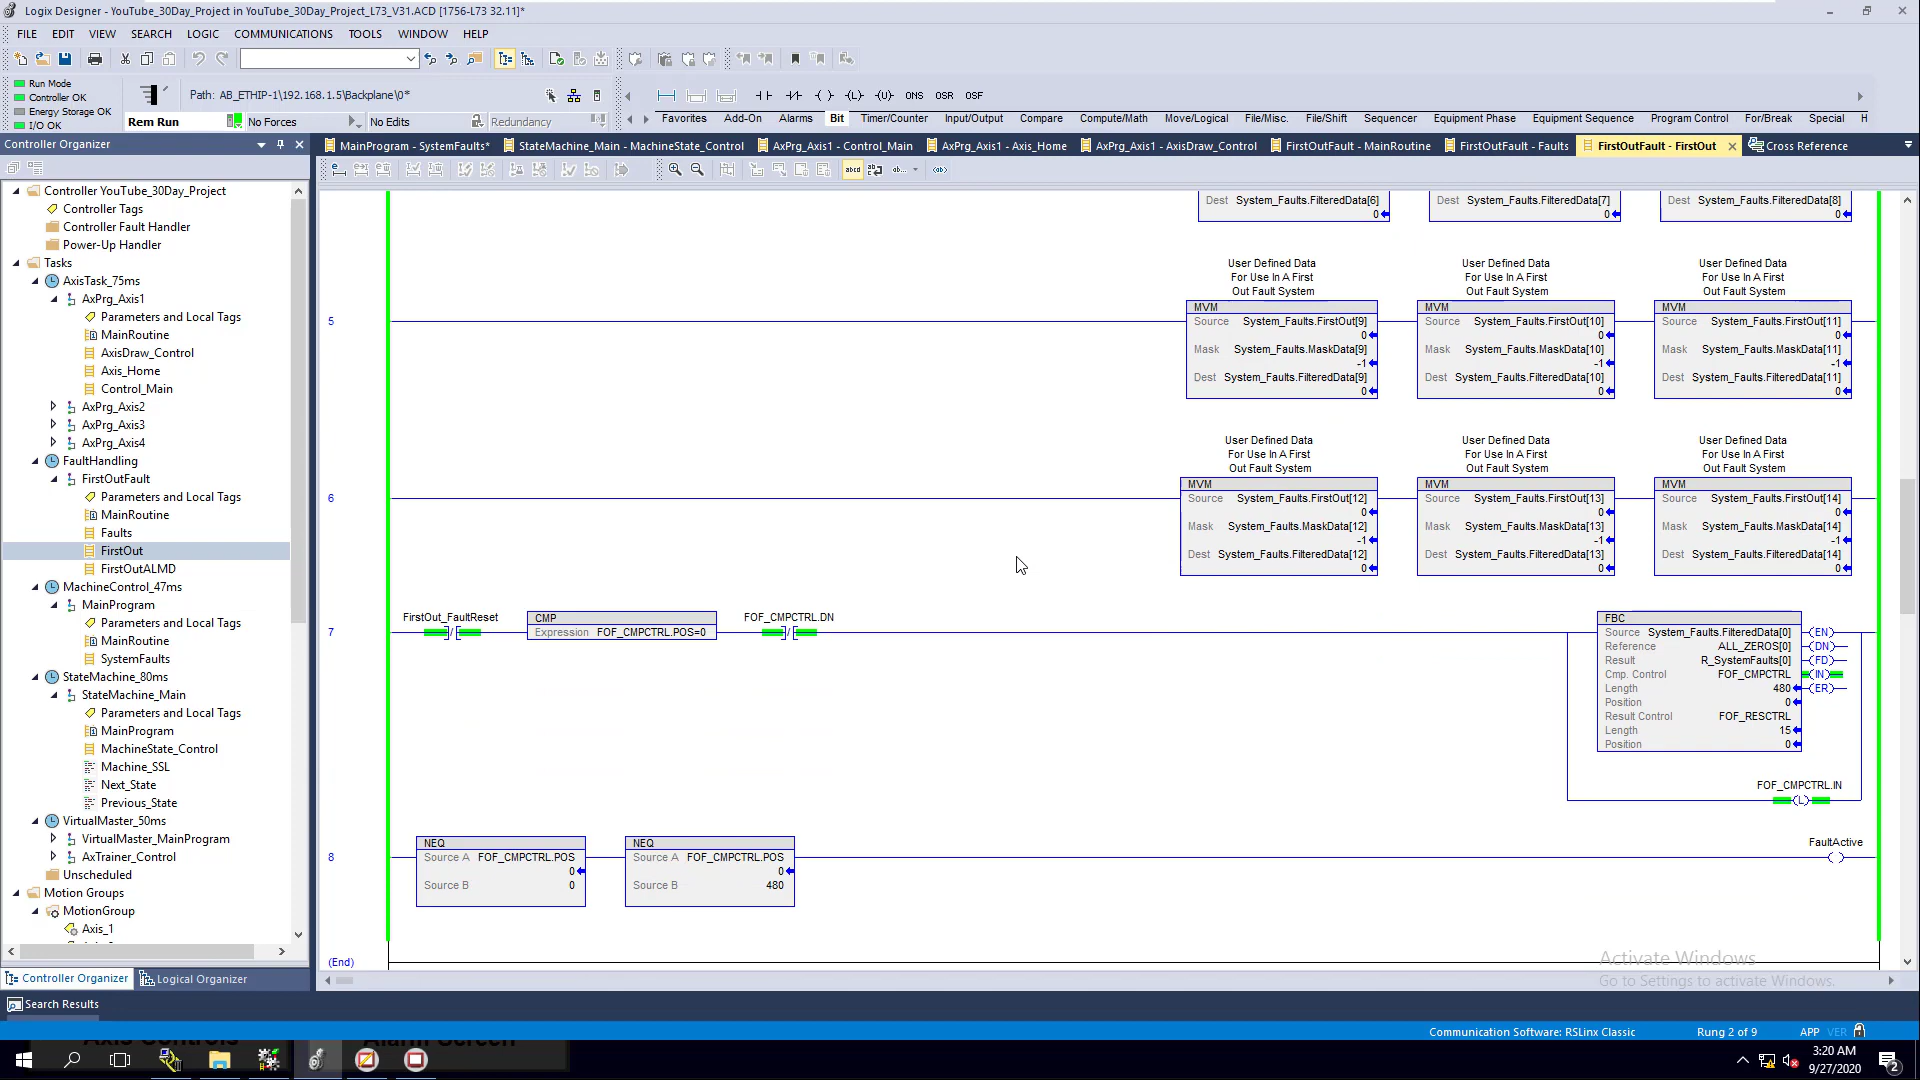 Logix Designer - YouTube_30Day_Project in YouTube_30Day_Project_L73_V31.ACD [1756-L73 32.11]*
FILE EDIT VIEW SEARCH LOGIC COMMUNICATIONS TOOLS WINDOW HELP
Run Mode
Controller OK
Energy Storage OK
I/O OK
Path: AB_ETHIP-1\192.168.1.5\Backplane\0*
Rem Run No Forces No Edits Redundancy
ONS OSR OSF
Favorites Add-On Alarms Bit Timer/Counter Input/Output Compare Compute/Math Move/Logical File/Misc. File/Shift Sequencer Equipment Phase Equipment Sequence Program Control For/Break Special H
Controller Organizer
MainProgram - SystemFaults* StateMachine_Main - MachineState_Control AxPrg_Axis1 - Control_Main AxPrg_Axis1 - Axis_Home AxPrg_Axis1 - AxisDraw_Control FirstOutFault - MainRoutine FirstOutFault - Faults FirstOutFault - FirstOut Cross Reference
Controller YouTube_30Day_Project
Controller Tags
Controller Fault Handler
Power-Up Handler
Tasks
AxisTask_75ms
AxPrg_Axis1
Parameters and Local Tags
MainRoutine
AxisDraw_Control
Axis_Home
Control_Main
AxPrg_Axis2
AxPrg_Axis3
AxPrg_Axis4
FaultHandling
FirstOutFault
Parameters and Local Tags
MainRoutine
Faults
FirstOut
FirstOutALMD
MachineControl_47ms
MainProgram
Parameters and Local Tags
MainRoutine
SystemFaults
StateMachine_80ms
StateMachine_Main
Parameters and Local Tags
MainProgram
MachineState_Control
Machine_SSL
Next_State
Previous_State
VirtualMaster_50ms
VirtualMaster_MainProgram
AxTrainer_Control
Unscheduled
Motion Groups
MotionGroup
Axis_1
Controller Organizer Logical Organizer
Dest System_Faults.FilteredData[6] Dest System_Faults.FilteredData[7] Dest System_Faults.FilteredData[8]
0 0 0
User Defined Data User Defined Data User Defined Data
For Use In A First For Use In A First For Use In A First
Out Fault System Out Fault System Out Fault System
MVM MVM MVM
5 Source System_Faults.FirstOut[9] Source System_Faults.FirstOut[10] Source System_Faults.FirstOut[11]
0 0 0
Mask System_Faults.MaskData[9] Mask System_Faults.MaskData[10] Mask System_Faults.MaskData[11]
-1 -1 -1
Dest System_Faults.FilteredData[9] Dest System_Faults.FilteredData[10] Dest System_Faults.FilteredData[11]
0 0 0
User Defined Data User Defined Data User Defined Data
For Use In A First For Use In A First For Use In A First
Out Fault System Out Fault System Out Fault System
MVM MVM MVM
6 Source System_Faults.FirstOut[12] Source System_Faults.FirstOut[13] Source System_Faults.FirstOut[14]
0 0 0
Mask System_Faults.MaskData[12] Mask System_Faults.MaskData[13] Mask System_Faults.MaskData[14]
-1 -1 -1
Dest System_Faults.FilteredData[12] Dest System_Faults.FilteredData[13] Dest System_Faults.FilteredData[14]
0 0 0
FirstOut_FaultReset CMP FOF_CMPCTRL.DN FBC
7 Expression FOF_CMPCTRL.POS=0 Source System_Faults.FilteredData[0] EN
Reference ALL_ZEROS[0] DN
Result R_SystemFaults[0] FD
Cmp. Control FOF_CMPCTRL IN
Length 480 ER
Position 0
Result Control FOF_RESCTRL
Length 15
Position 0
FOF_CMPCTRL.IN
L
NEQ NEQ FaultActive
8 Source A FOF_CMPCTRL.POS Source A FOF_CMPCTRL.POS
0 0
Source B 0 Source B 480
(End)
Activate Windows
Go to Settings to activate Windows.
Search Results
Communication Software: RSLinx Classic Rung 2 of 9 APP VER
3:20 AM
9/27/2020
2